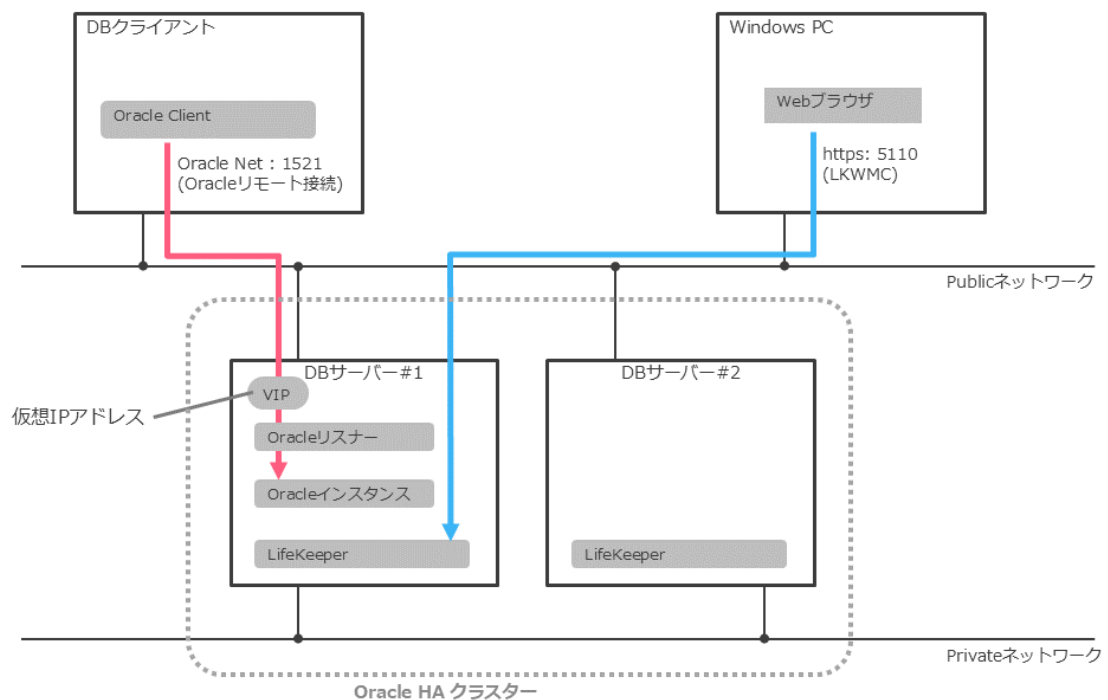 DBクライアント
Oracle Client
Oracle Net : 1521
(Oracleリモート接続)
Windows PC
Webブラウザ
https: 5110
(LKWMC)
Publicネットワーク
DBサーバー#1
VIP
仮想IPアドレス
Oracleリスナー
Oracleインスタンス
LifeKeeper
DBサーバー#2
LifeKeeper
Privateネットワーク
Oracle HA クラスター